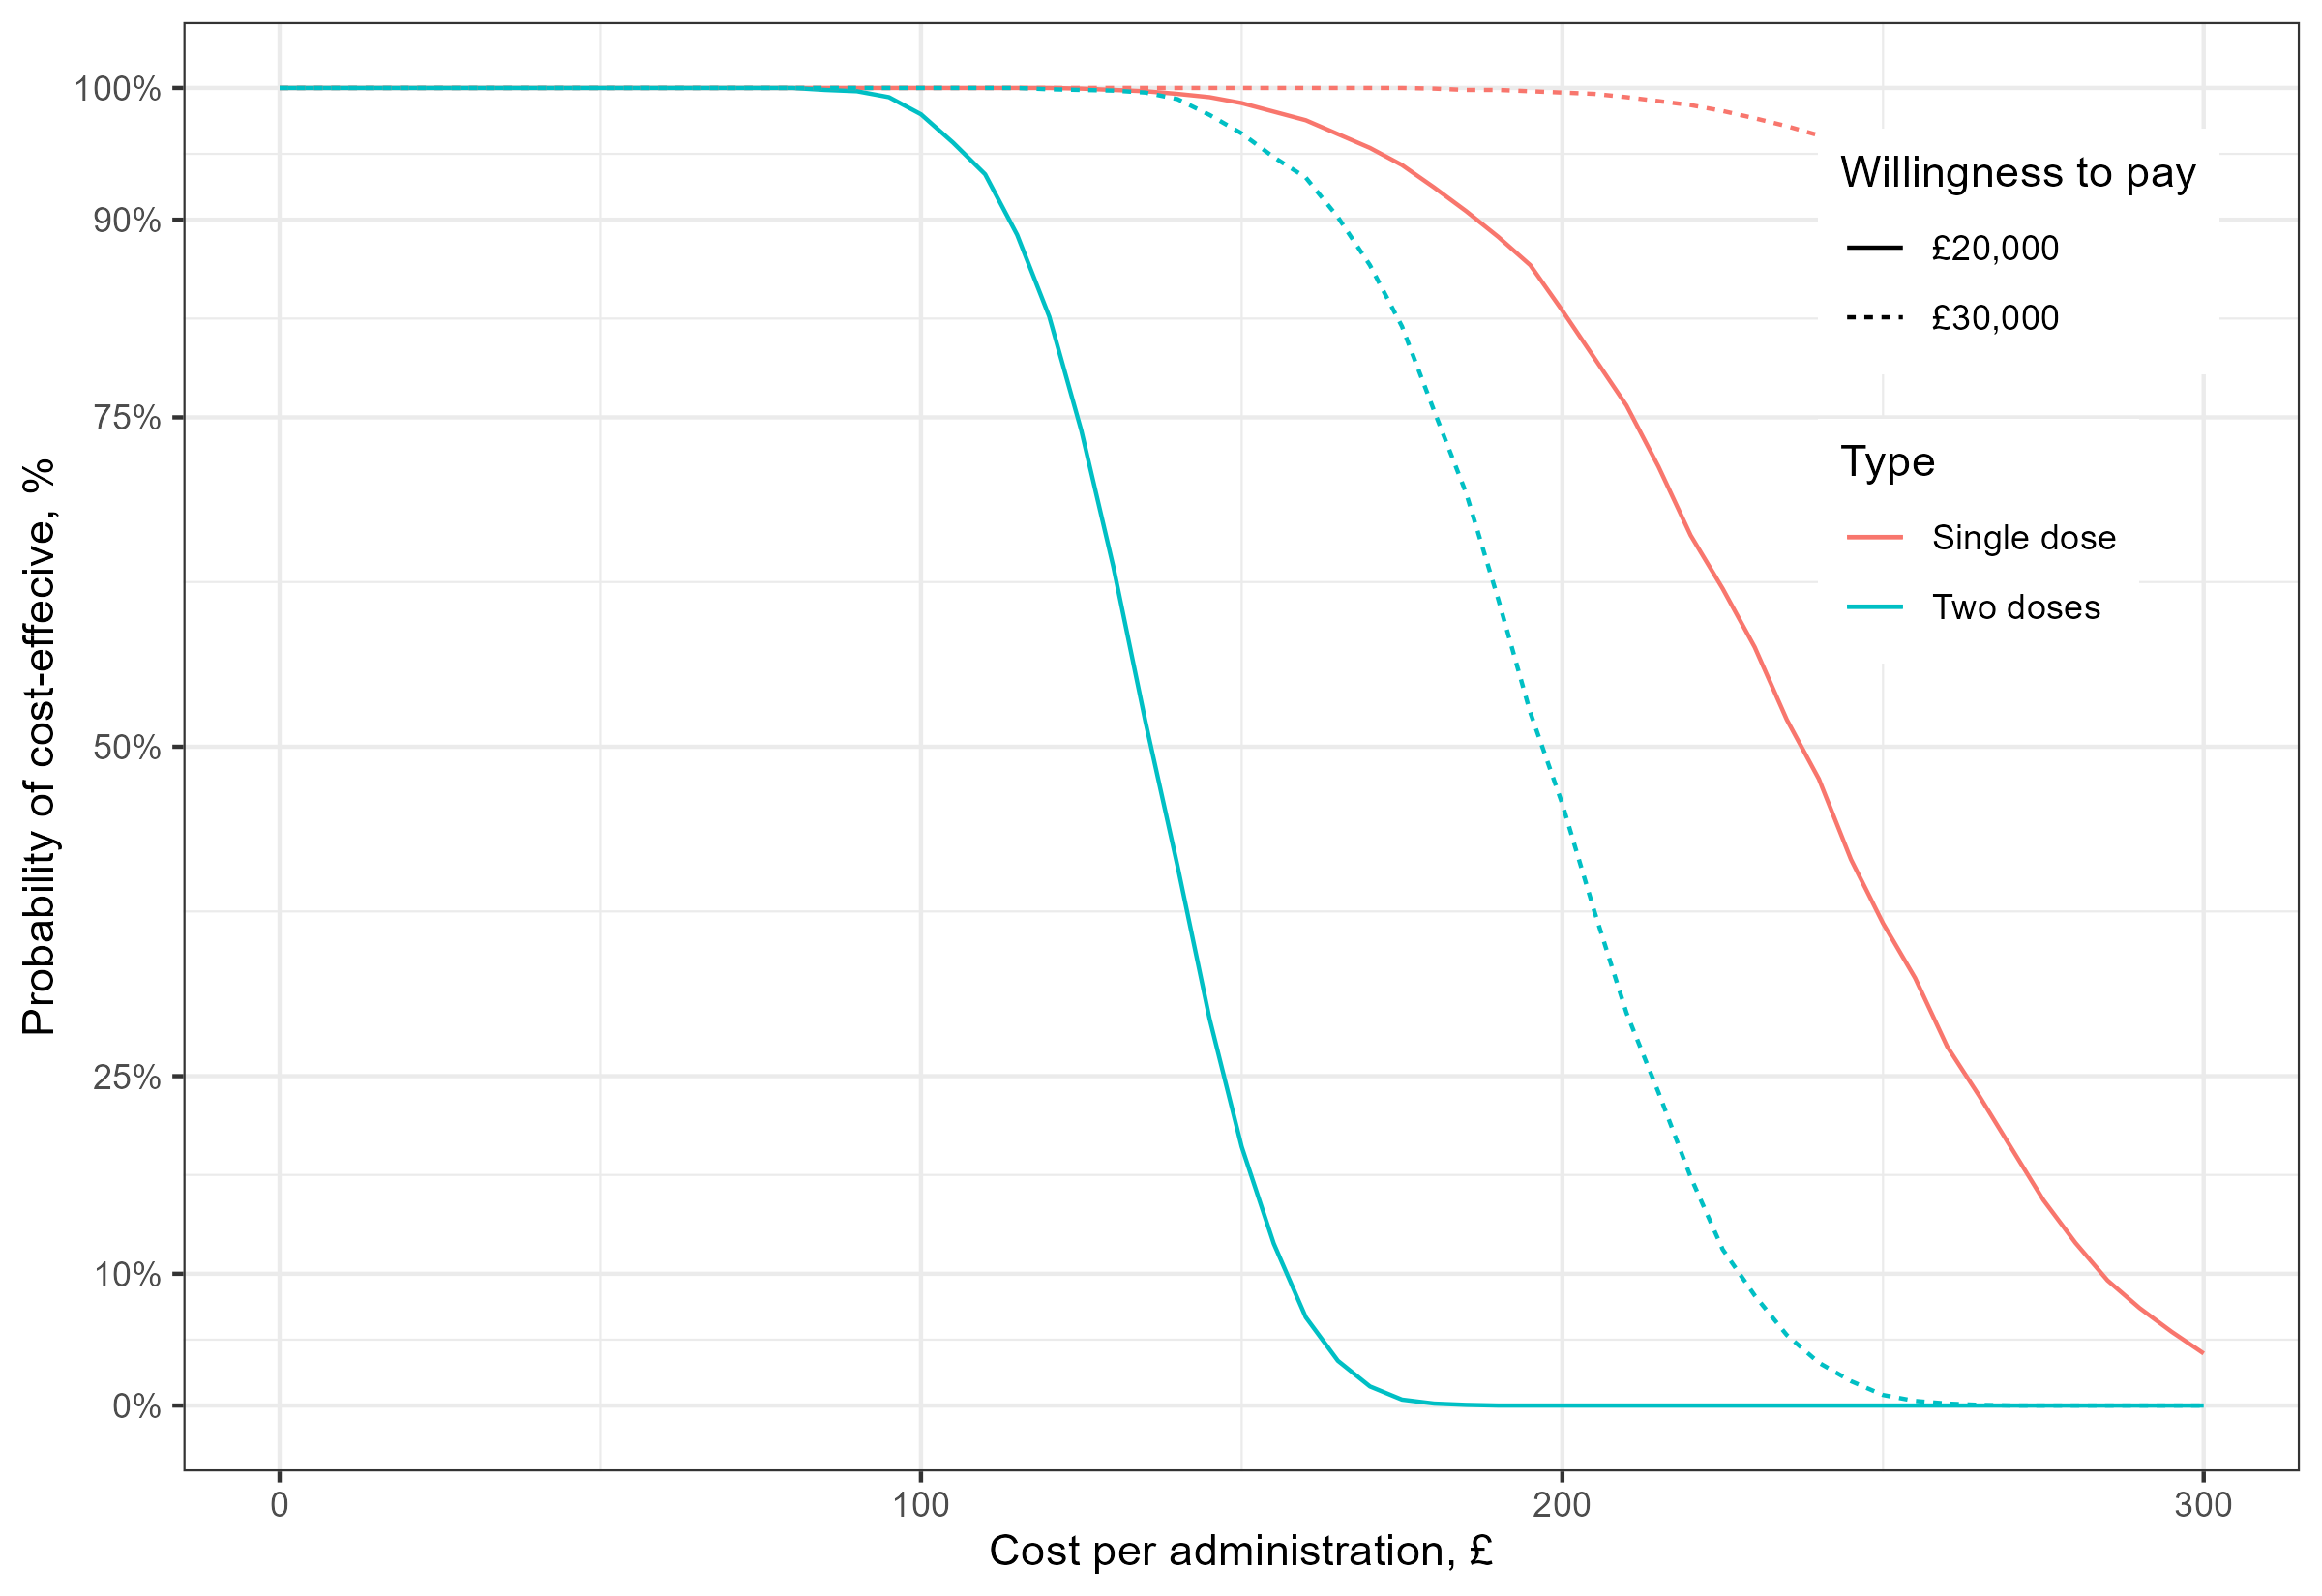 100%
90%
75%
50%
25%
10%
0%
Probability of cost-effecive, %
0
100
200
300
Cost per administration, £
Willingness to pay
£20,000
£30,000
Type
Single dose
Two doses